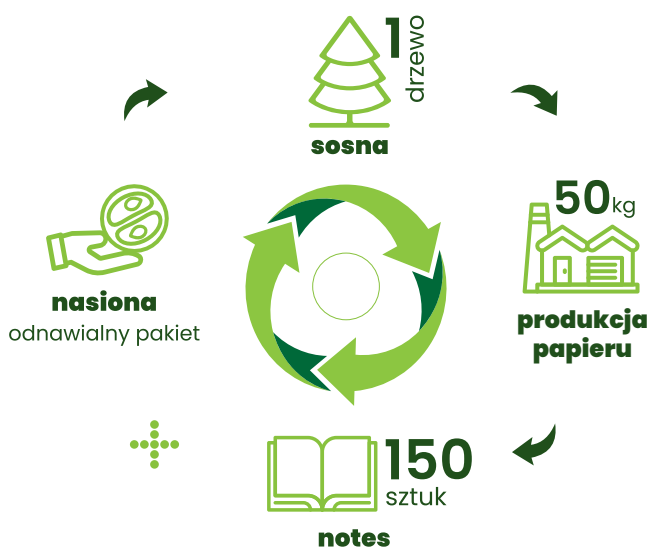 1
drzewo
sosna
50kg
produkcja
papieru
150
sztuk
notes
nasiona
odnawialny pakiet